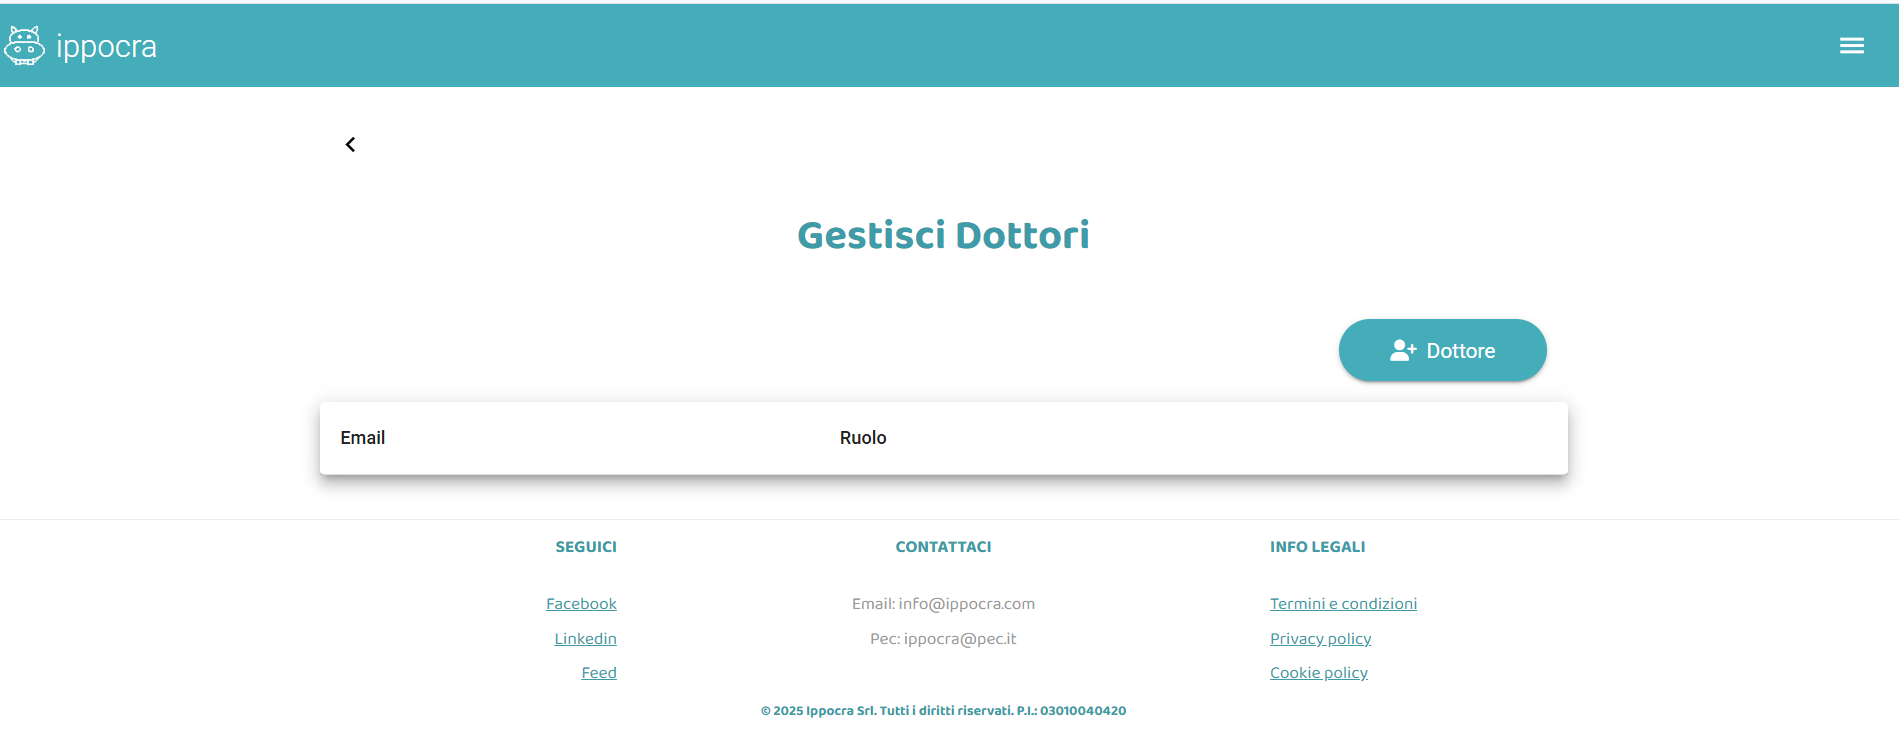 ippocra
Gestisci Dottori
Dottore
Email Ruolo
SEGUICI
Facebook
Linkedin
Feed
CONTATTACI
Email: info@ippocra.com
Pec: ippocra@pec.it
INFO LEGALI
Termini e condizioni
Privacy policy
Cookie policy
© 2025 Ippocra Srl. Tutti i diritti riservati. P.I.: 03010040420